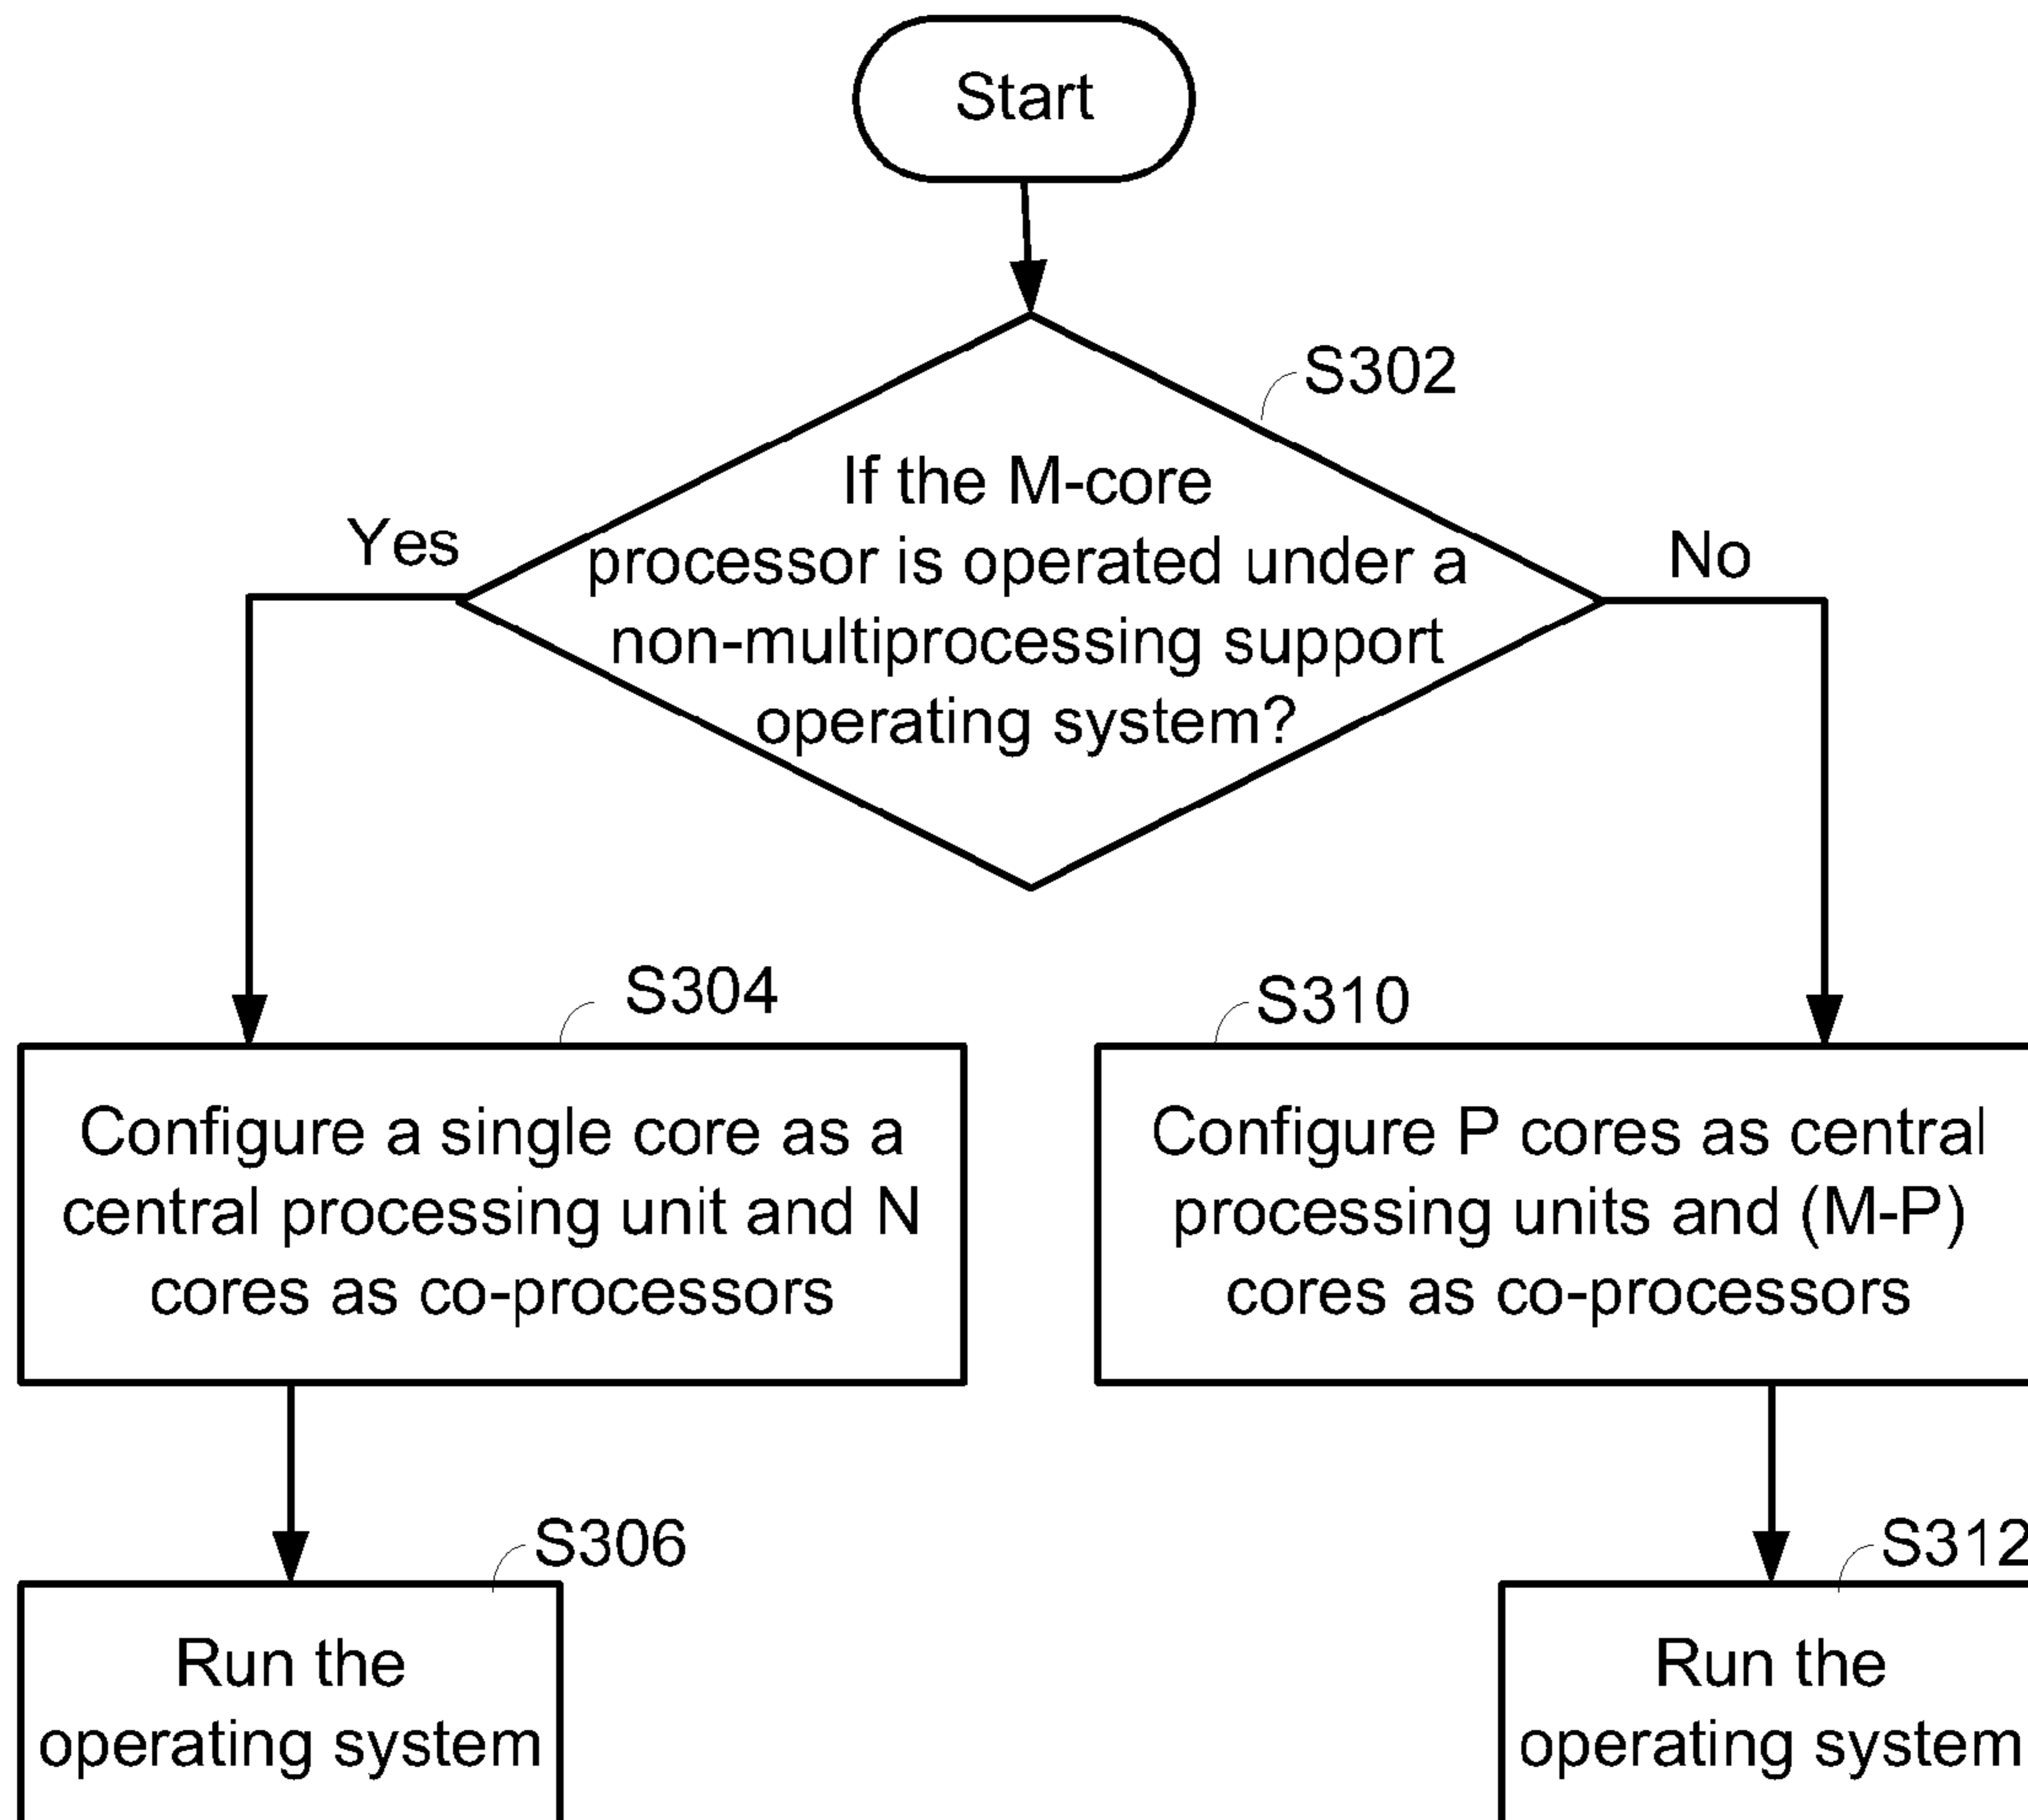 Start
S302
If the M-core
processor is operated under a
non-multiprocessing support
operating system?
Yes
No
S304
Configure a single core as a
central processing unit and N
cores as co-processors
S310
Configure P cores as central
processing units and (M-P)
cores as co-processors
S306
Run the
operating system
S312
Run the
operating system